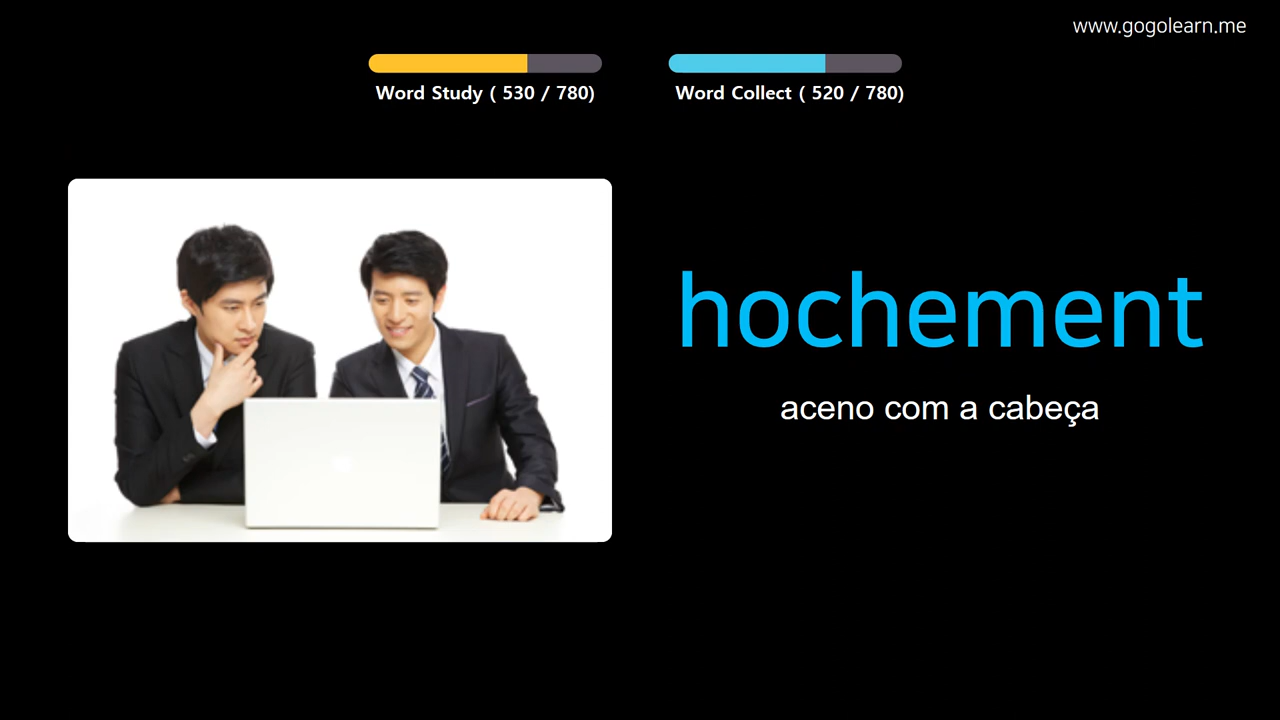 www.gogolearn.me
Word Study ( 530 / 780)
Word Collect ( 520 / 780)
hochement
aceno com a cabeça